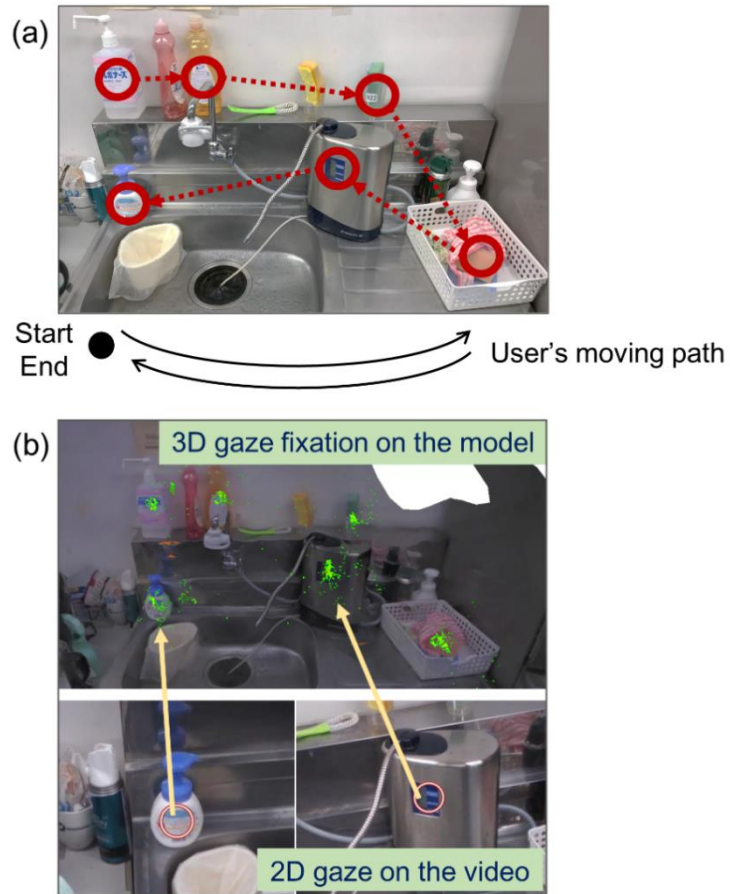 (a)
Start
End
User's moving path
(b)
3D gaze fixation on the model
2D gaze on the video